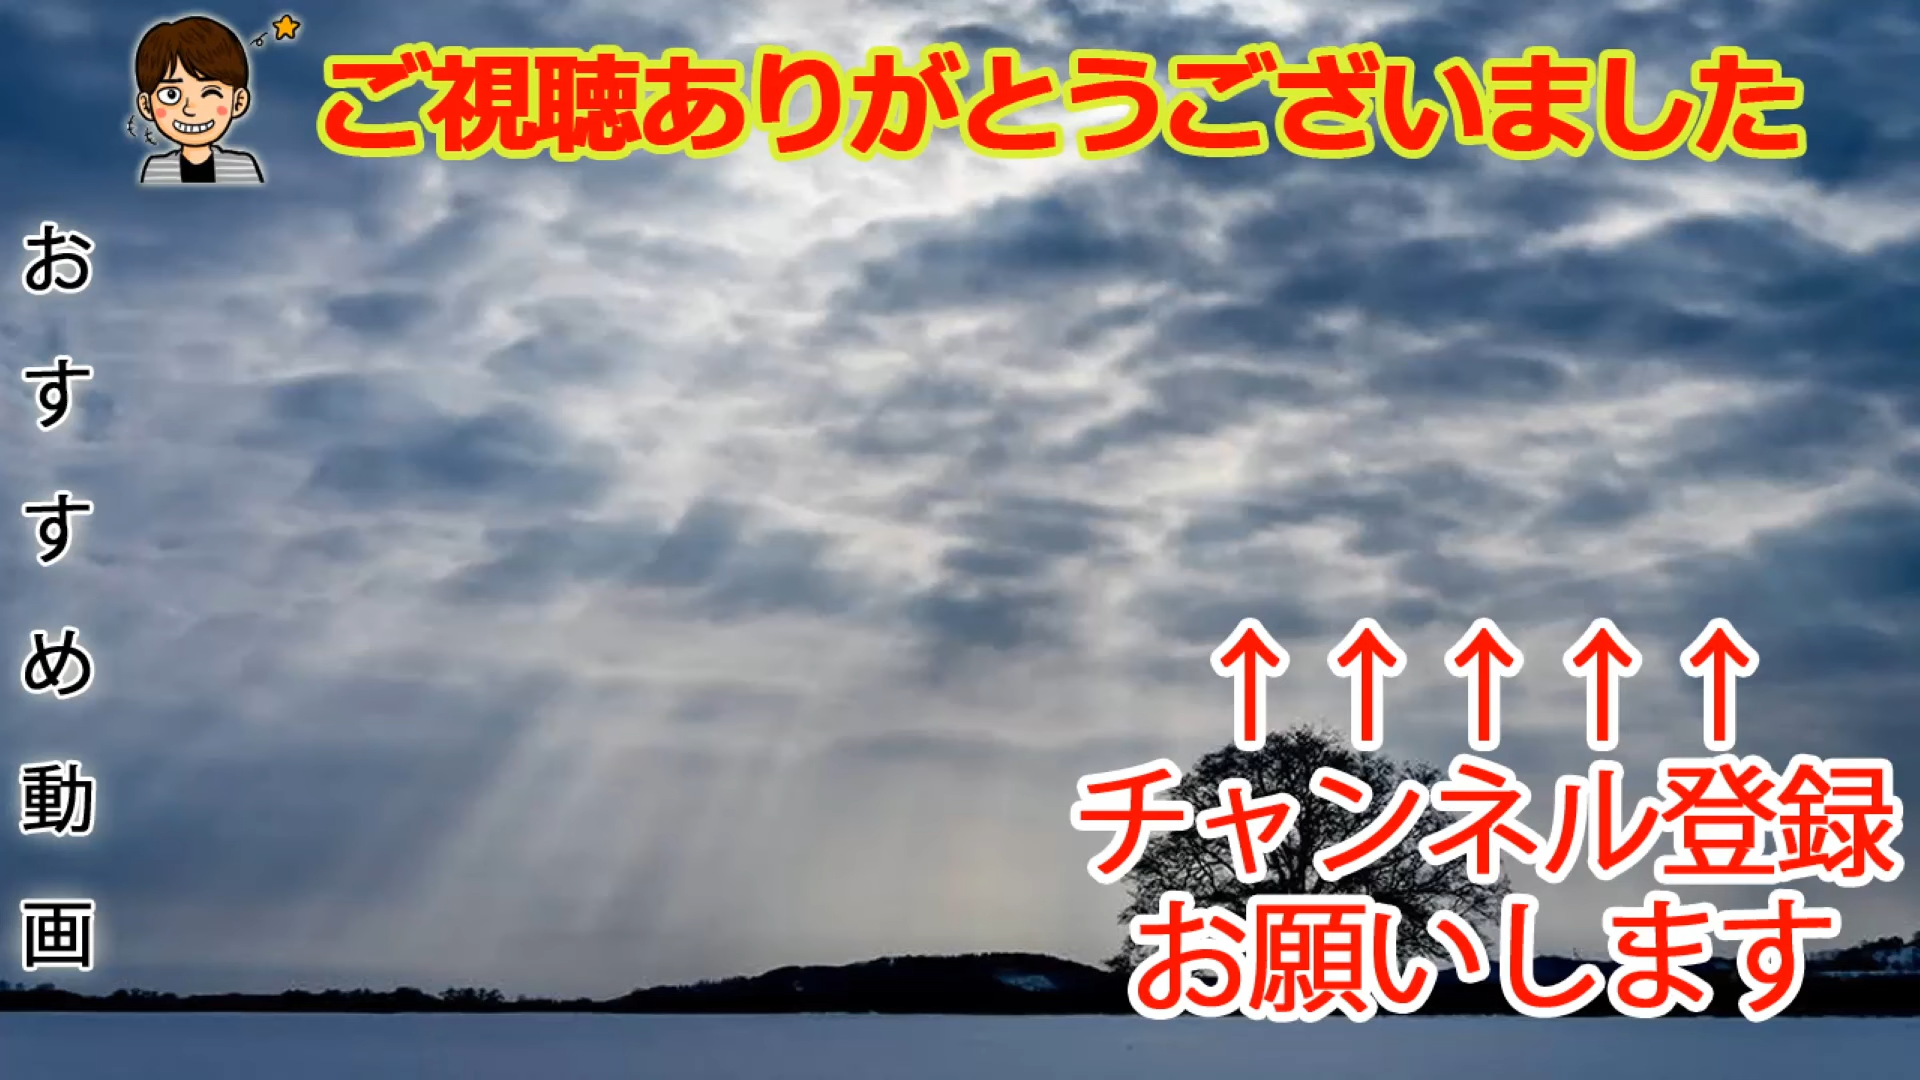 ご視聴ありがとうございました
おすすめ動画
↑↑↑↑↑
チャンネル登録
お願いします